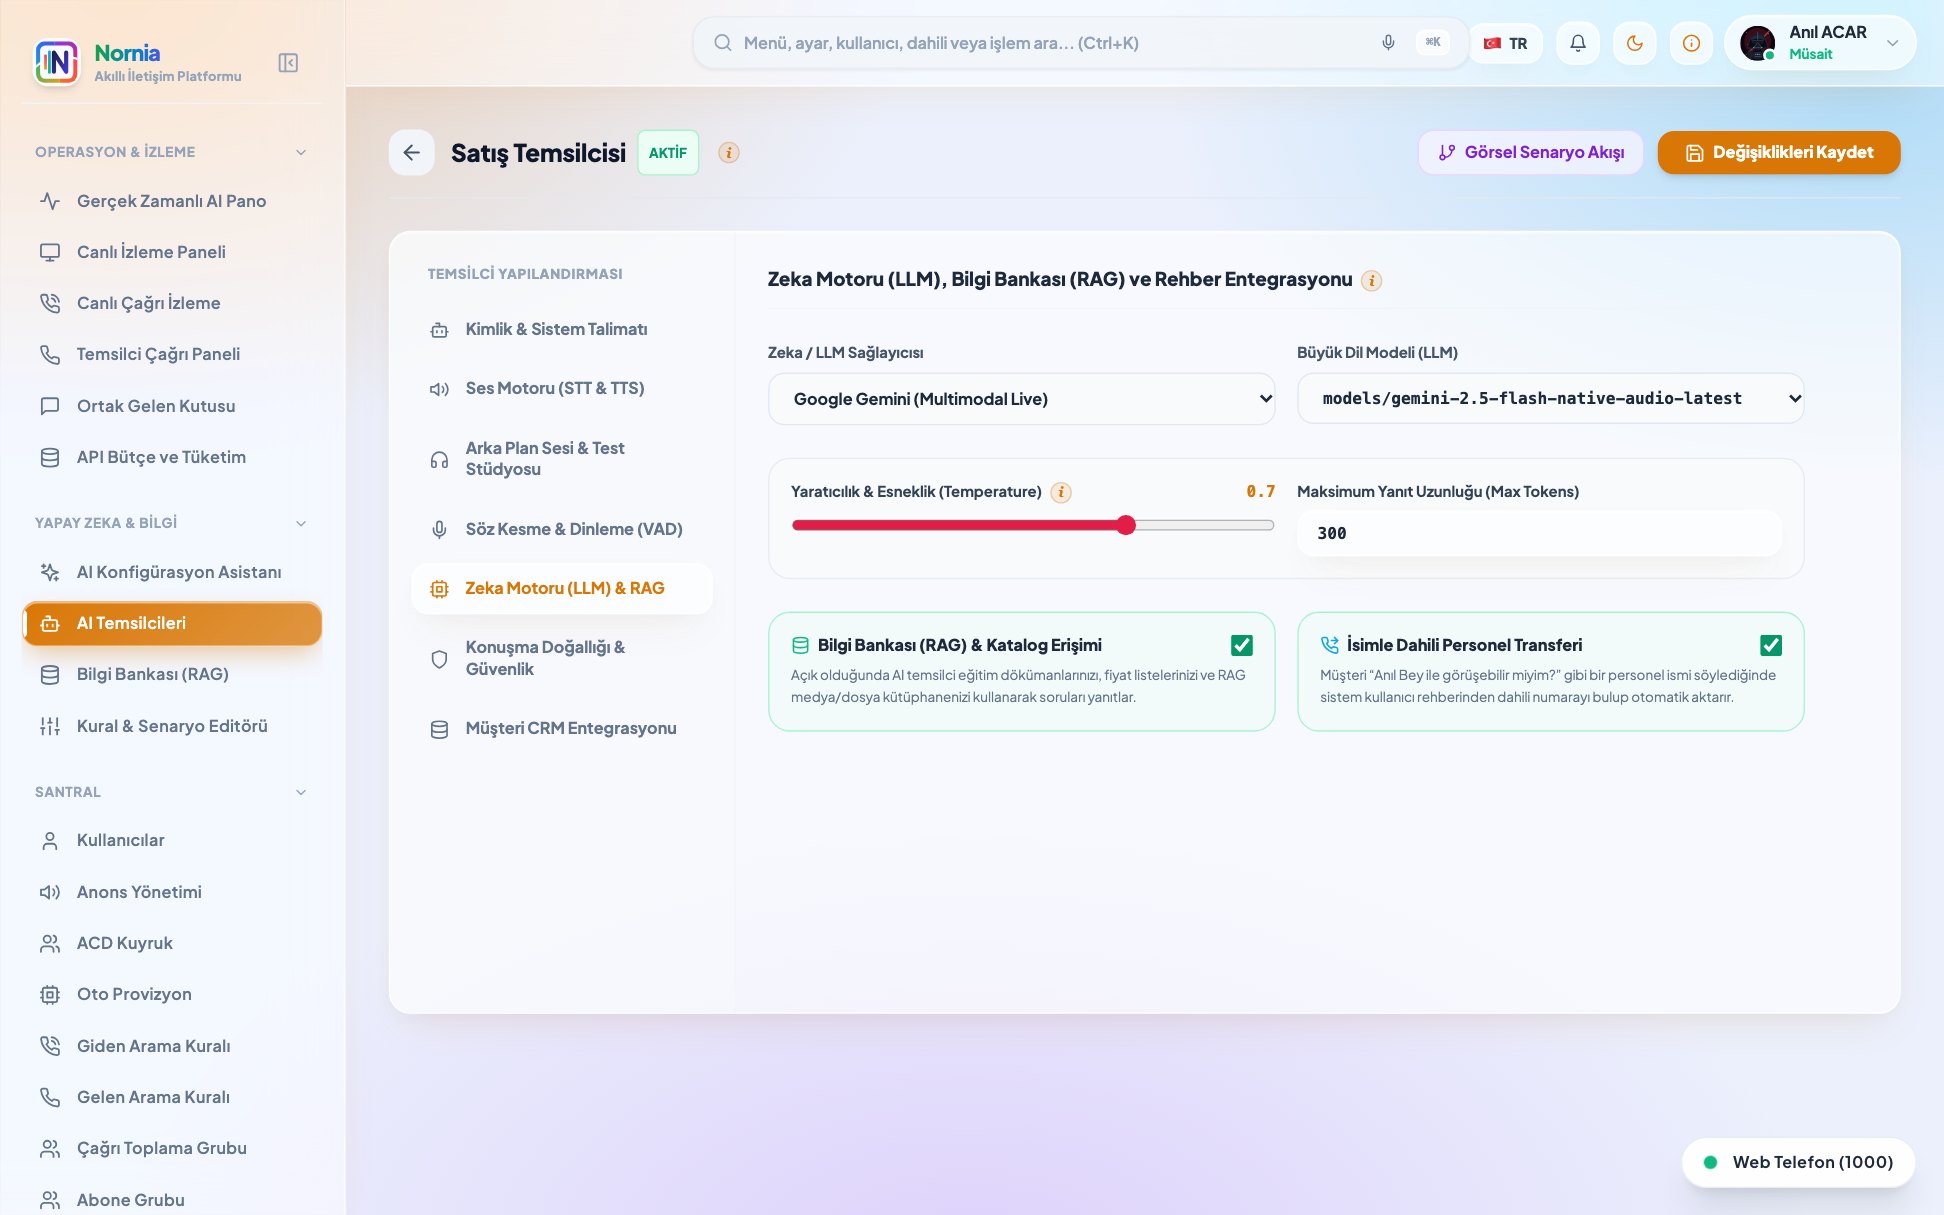 Nornia
Akıllı İletişim Platformu
Menü, ayar, kullanıcı, dahili veya işlem ara... (Ctrl+K)
⌘K
TR
Anıl ACAR
Müsait
OPERASYON & İZLEME
Gerçek Zamanlı AI Pano
Canlı İzleme Paneli
Canlı Çağrı İzleme
Temsilci Çağrı Paneli
Ortak Gelen Kutusu
API Bütçe ve Tüketim
YAPAY ZEKA & BİLGİ
AI Konfigürasyon Asistanı
AI Temsilcileri
Bilgi Bankası (RAG)
Kural & Senaryo Editörü
SANTRAL
Kullanıcılar
Anons Yönetimi
ACD Kuyruk
Oto Provizyon
Giden Arama Kuralı
Gelen Arama Kuralı
Çağrı Toplama Grubu
Abone Grubu
Satış Temsilcisi
AKTİF
Görsel Senaryo Akışı
Değişiklikleri Kaydet
TEMSİLCİ YAPILANDIRMASI
Kimlik & Sistem Talimatı
Ses Motoru (STT & TTS)
Arka Plan Sesi & Test
Stüdyosu
Söz Kesme & Dinleme (VAD)
Zeka Motoru (LLM) & RAG
Konuşma Doğallığı &
Güvenlik
Müşteri CRM Entegrasyonu
Zeka Motoru (LLM), Bilgi Bankası (RAG) ve Rehber Entegrasyonu
Zeka / LLM Sağlayıcısı
Google Gemini (Multimodal Live)
Büyük Dil Modeli (LLM)
models/gemini-2.5-flash-native-audio-latest
Yaratıcılık & Esneklik (Temperature)
0.7
Maksimum Yanıt Uzunluğu (Max Tokens)
300
Bilgi Bankası (RAG) & Katalog Erişimi
Açık olduğunda AI temsilci eğitim dökümanlarınızı, fiyat listelerinizi ve RAG
medya/dosya kütüphanenizi kullanarak soruları yanıtlar.
İsimle Dahili Personel Transferi
Müşteri “Anıl Bey ile görüşebilir miyim?” gibi bir personel ismi söylediğinde
sistem kullanıcı rehberinden dahili numarayı bulup otomatik aktarır.
Web Telefon (1000)